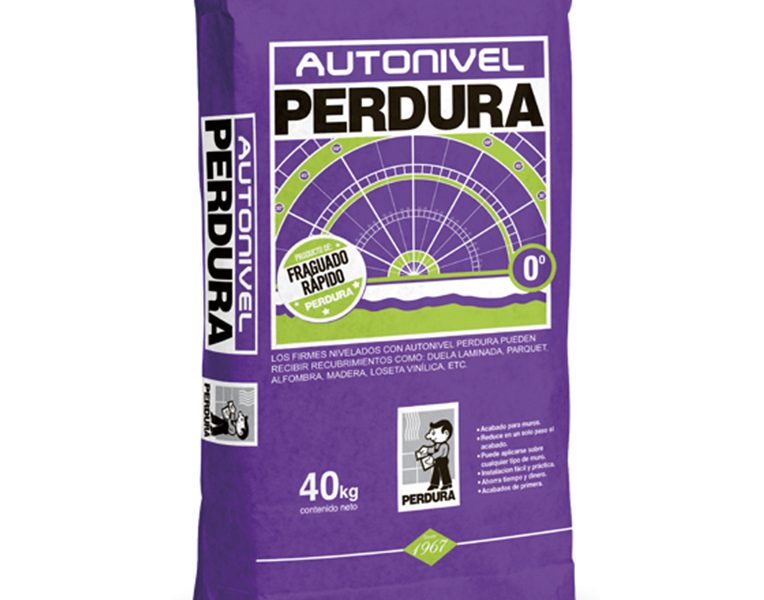 AUTONIVEL
PERDURA
0°
PRODUCTO DE:
FRAGUADO
RÁPIDO
PERDURA
LOS FIRMES NIVELADOS CON AUTONIVEL PERDURA PUEDEN
RECIBIR RECUBRIMIENTOS COMO: DUELA LAMINADA, PARQUET,
ALFOMBRA, MADERA, LOSETA VINÍLICA, ETC.
40kg
contenido neto
PERDURA
• Acabado para muros.
• Reduce en un solo paso el
acabado.
• Puede aplicarse sobre
cualquier tipo de muro.
• Instalacion fácil y práctica.
• Ahorra tiempo y dinero.
• Acabados de primera.
Desde
1967
AUTONIVEL
PERDURA
PERDURA